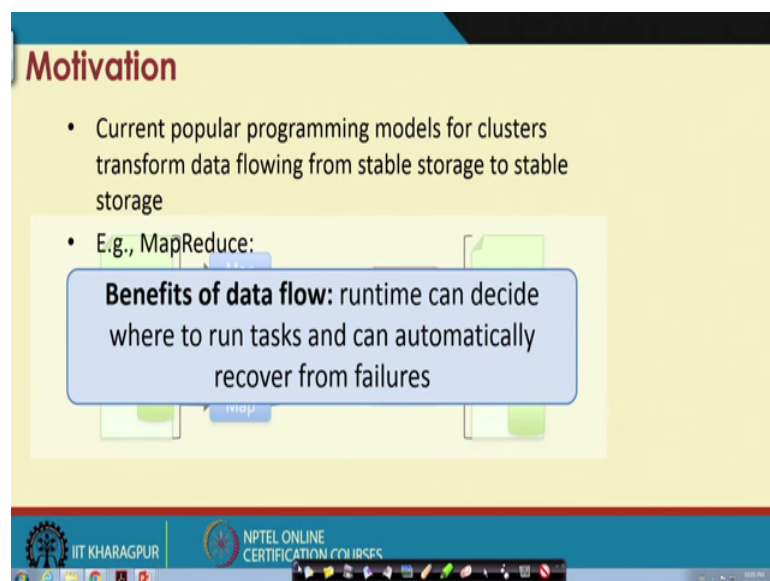 Motivation
• Current popular programming models for clusters
transform data flowing from stable storage to stable
storage
• E.g., MapReduce:
Benefits of data flow: runtime can decide
where to run tasks and can automatically
recover from failures
Map
IIT KHARAGPUR
NPTEL ONLINE
CERTIFICATION COURSES